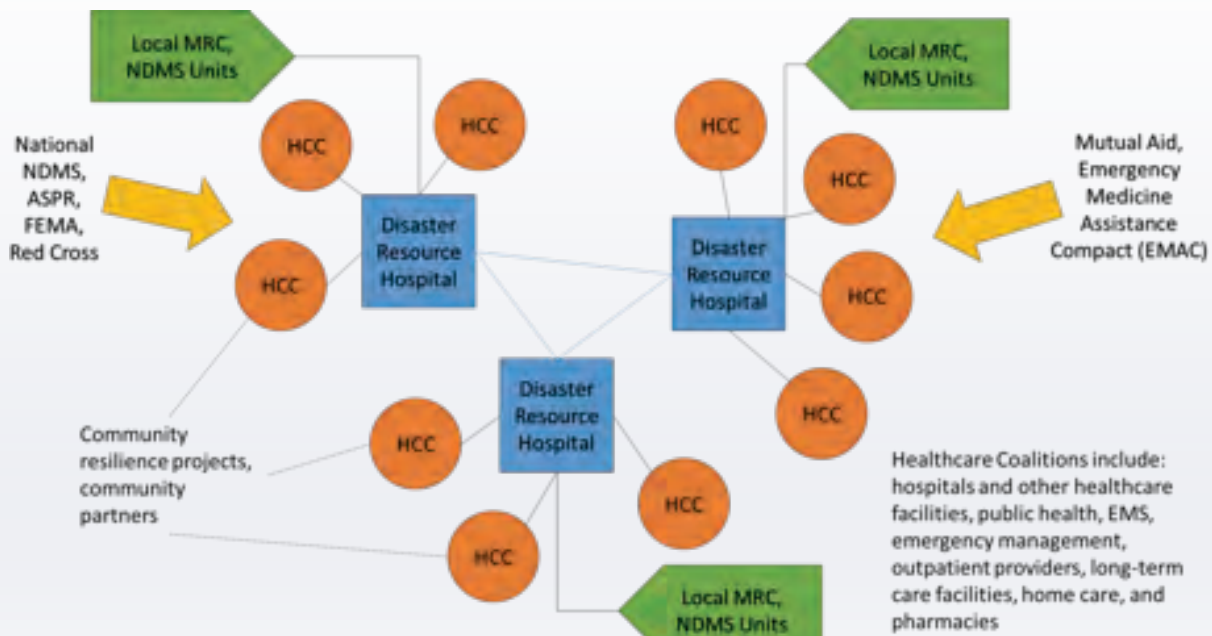 Local MRC,
NDMS Units
Local MRC,
NDMS Units
HCC
HCC
HCC
HCC
National
NDMS,
ASPR,
FEMA,
Red Cross
Mutual Aid,
Emergency
Medicine
Assistance
Compact (EMAC)
Disaster
Resource
Hospital
Disaster
Resource
Hospital
HCC
HCC
Disaster
Resource
Hospital
HCC
HCC
HCC
HCC
Community
resilience projects,
community
partners
Healthcare Coalitions include:
hospitals and other healthcare
facilities, public health, EMS,
emergency management,
outpatient providers, long-term
care facilities, home care, and
pharmacies
Local MRC,
NDMS Units